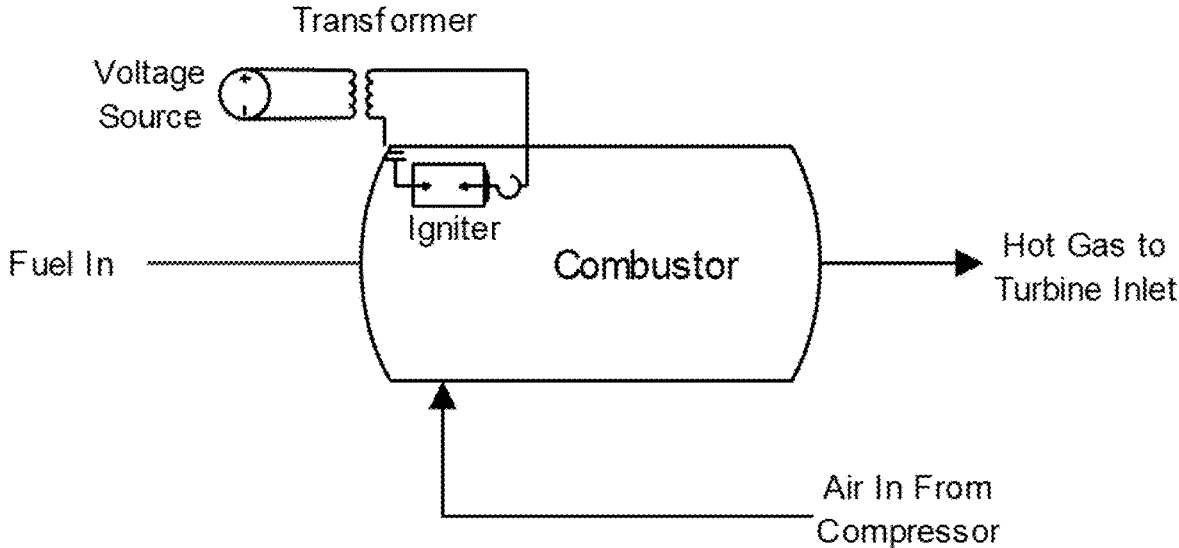 Transformer
Voltage
Source
Igniter
Fuel In
Combustor
Hot Gas to
Turbine Inlet
Air In From
Compressor